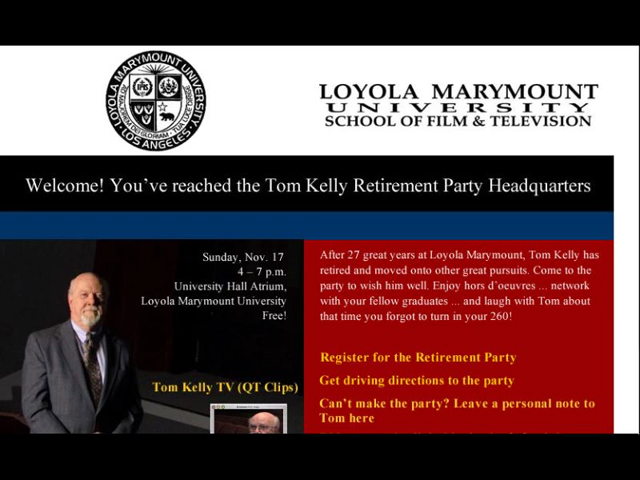 LOYOLA MARYMOUNT UNIVERSITY
LOS ANGELES
LOYOLA MARYMOUNT
UNIVERSITY
SCHOOL OF FILM & TELEVISION
Welcome! You've reached the Tom Kelly Retirement Party Headquarters
Sunday, Nov. 17
4 – 7 p.m.
University Hall Atrium,
Loyola Marymount University
Free!
Tom Kelly TV (QT Clips)
After 27 great years at Loyola Marymount, Tom Kelly has
retired and moved onto other great pursuits. Come to the
party to wish him well. Enjoy hors d'oeuvres ... network
with your fellow graduates ... and laugh with Tom about
that time you forgot to turn in your 260!
Register for the Retirement Party
Get driving directions to the party
Can't make the party? Leave a personal note to
Tom here